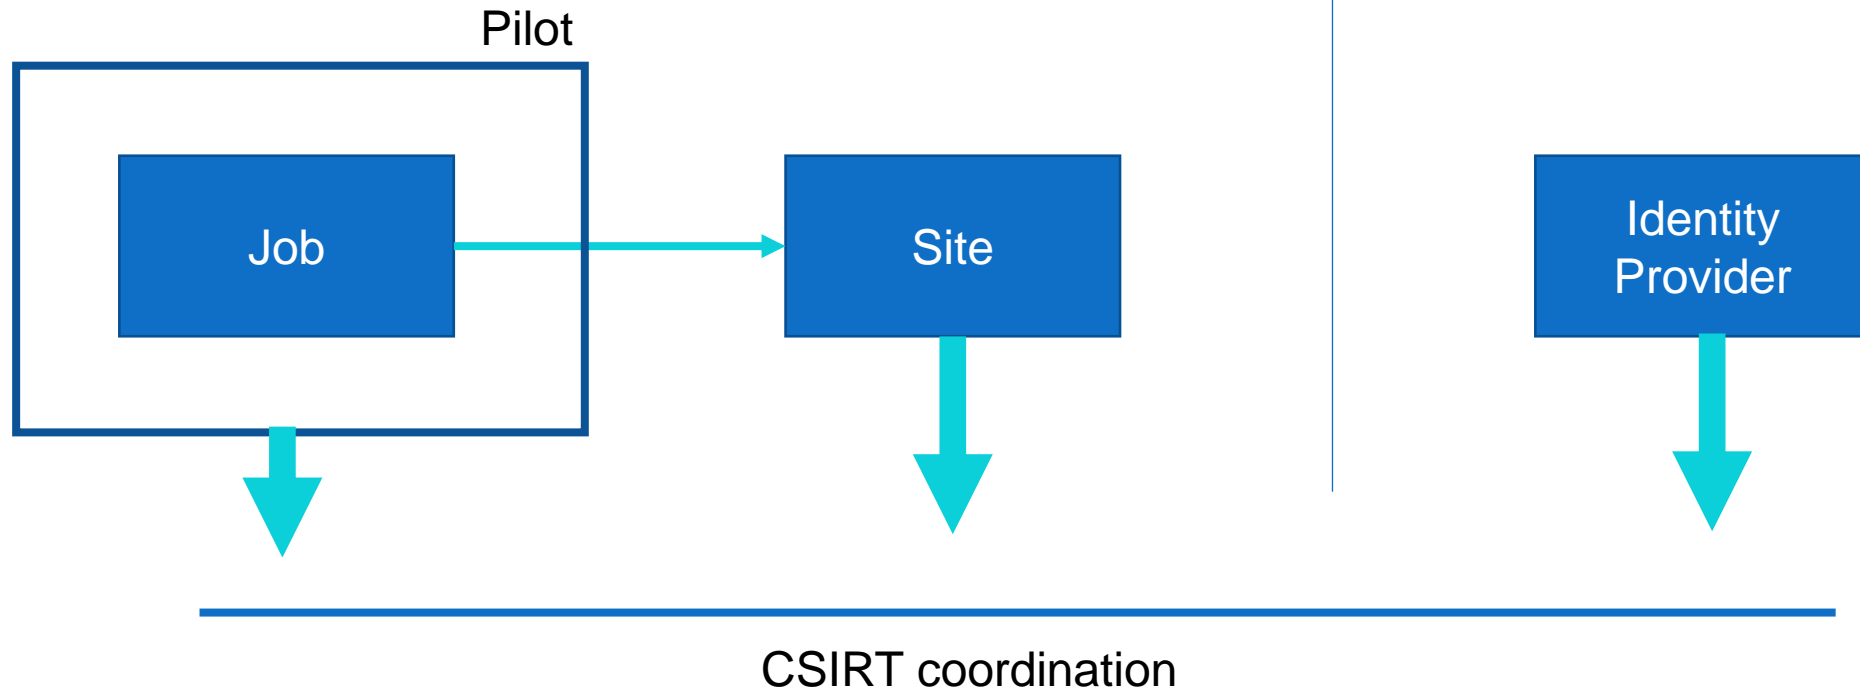 Pilot
Job
Site
Identity
Provider
CSIRT coordination